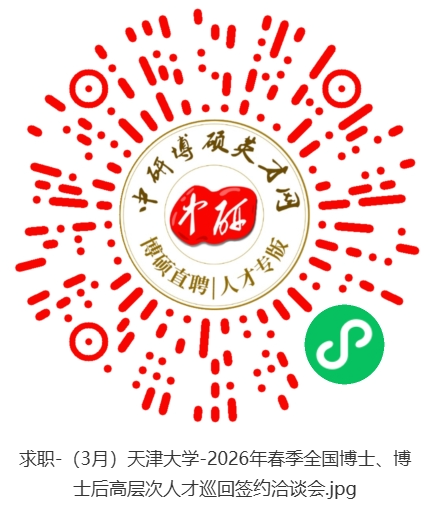 中研博硕英才网
中研
博硕直聘|人才专版
求职-（3月）天津大学-2026年春季全国博士、博
士后高层次人才巡回签约洽谈会.jpg